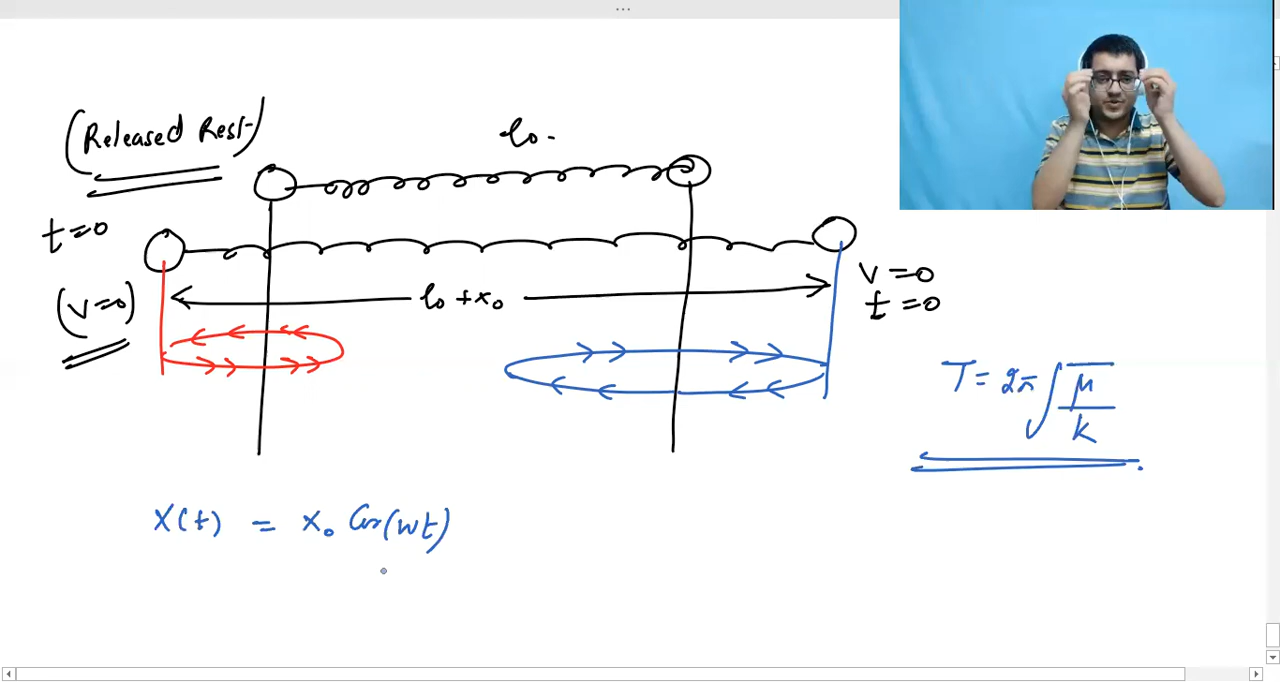 (Released Rest)
l₀.
t=0
(v=0)
l₀ + x₀
v=0
t=0
T = 2π√(μ/k)
x(t) = x₀ Cos(ωt)